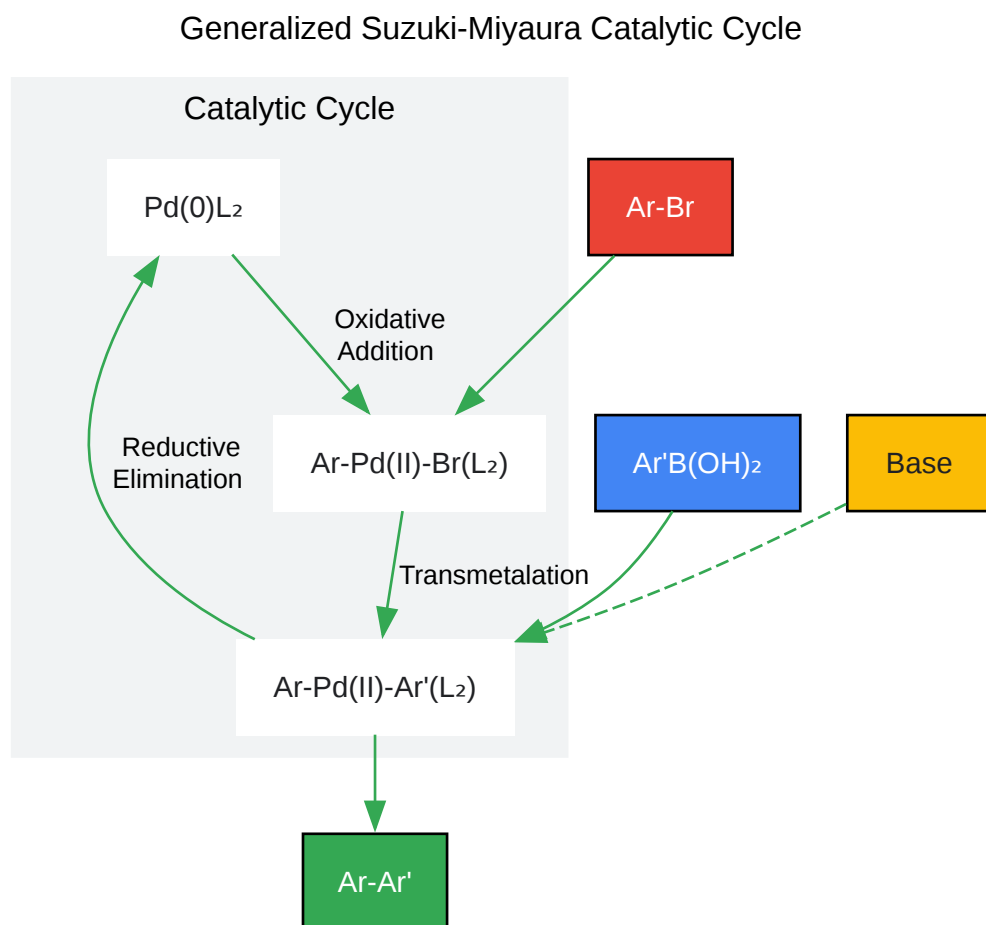 Generalized Suzuki-Miyaura Catalytic Cycle
Catalytic Cycle
Pd(0)L₂
Ar-Br
Oxidative
Addition
Reductive
Elimination
Ar-Pd(II)-Br(L₂)
Ar'B(OH)₂
Base
Transmetalation
Ar-Pd(II)-Ar'(L₂)
Ar-Ar'